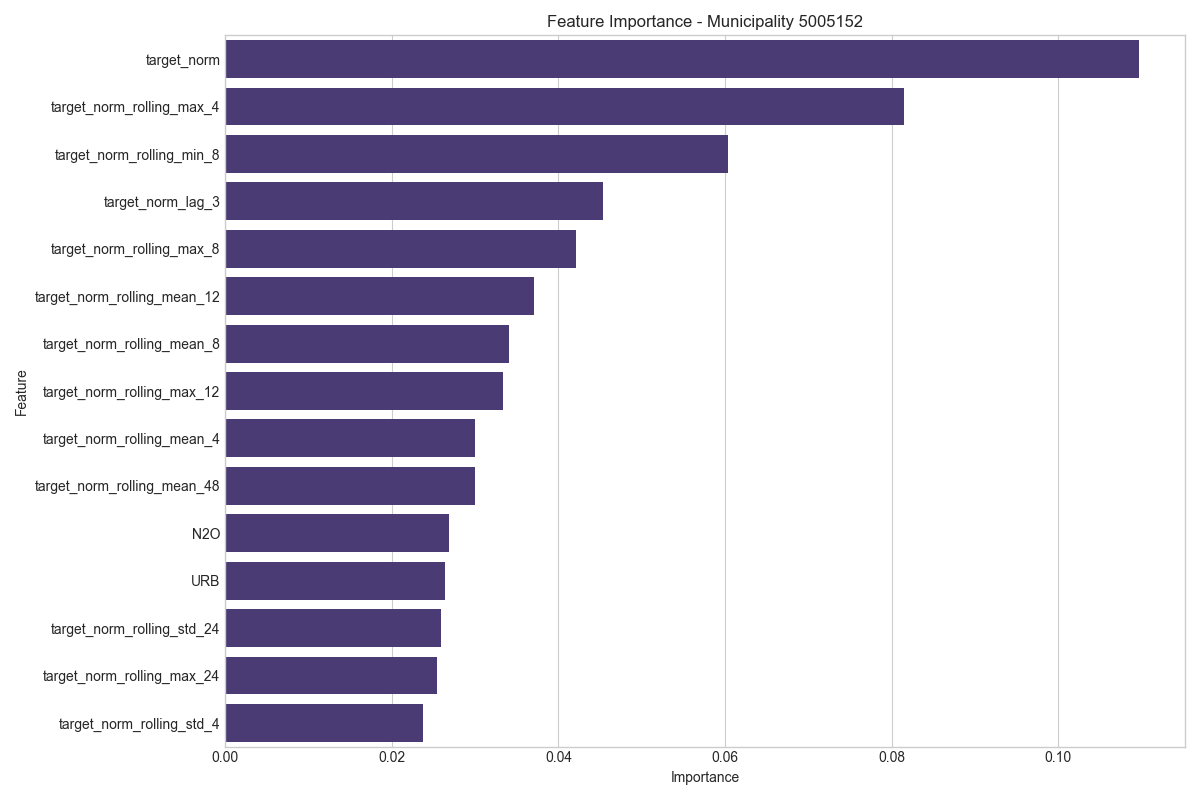 Feature Importance - Municipality 5005152
target_norm
target_norm_rolling_max_4
target_norm_rolling_min_8
target_norm_lag_3
target_norm_rolling_max_8
target_norm_rolling_mean_12
target_norm_rolling_mean_8
target_norm_rolling_max_12
target_norm_rolling_mean_4
target_norm_rolling_mean_48
N2O
URB
target_norm_rolling_std_24
target_norm_rolling_max_24
target_norm_rolling_std_4
Feature
0.00 0.02 0.04 0.06 0.08 0.10
Importance